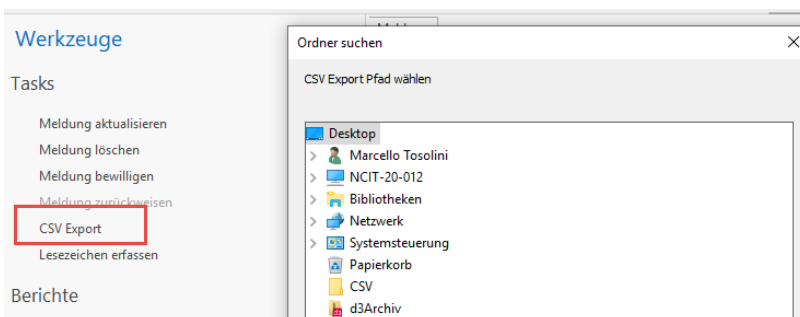 Werkzeuge
Tasks
Meldung aktualisieren
Meldung löschen
Meldung bewilligen
Meldung zurückweisen
CSV Export
Lesezeichen erfassen
Berichte
Ordner suchen
CSV Export Pfad wählen
Desktop
Marcello Tosolini
NCIT-20-012
Bibliotheken
Netzwerk
Systemsteuerung
Papierkorb
CSV
d3Archiv